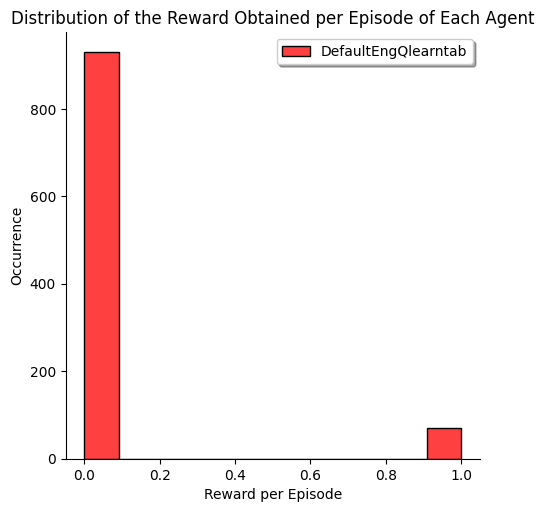 Distribution of the Reward Obtained per Episode of Each Agent
DefaultEngQlearntab
800
600
400
200
0
Occurrence
0.0 0.2 0.4 0.6 0.8 1.0
Reward per Episode